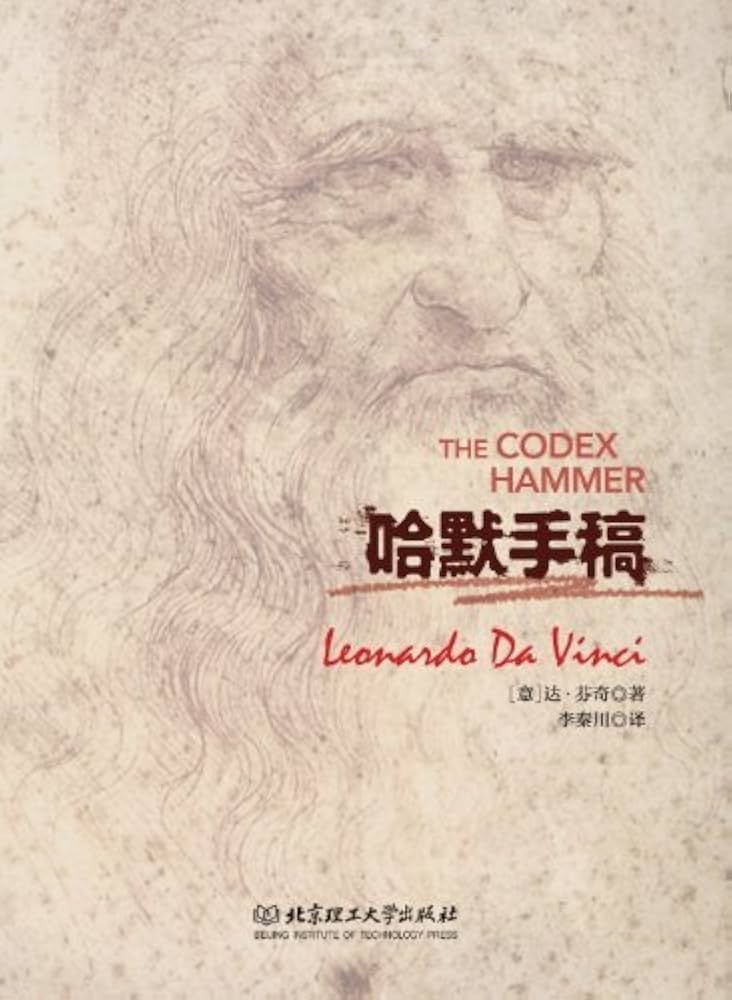 THE CODEX
HAMMER
哈默手稿
Leonardo Da Vinci
[意]达·芬奇◎著
李秦川◎译
北京理工大学出版社
BEIJING INSTITUTE OF TECHNOLOGY PRESS